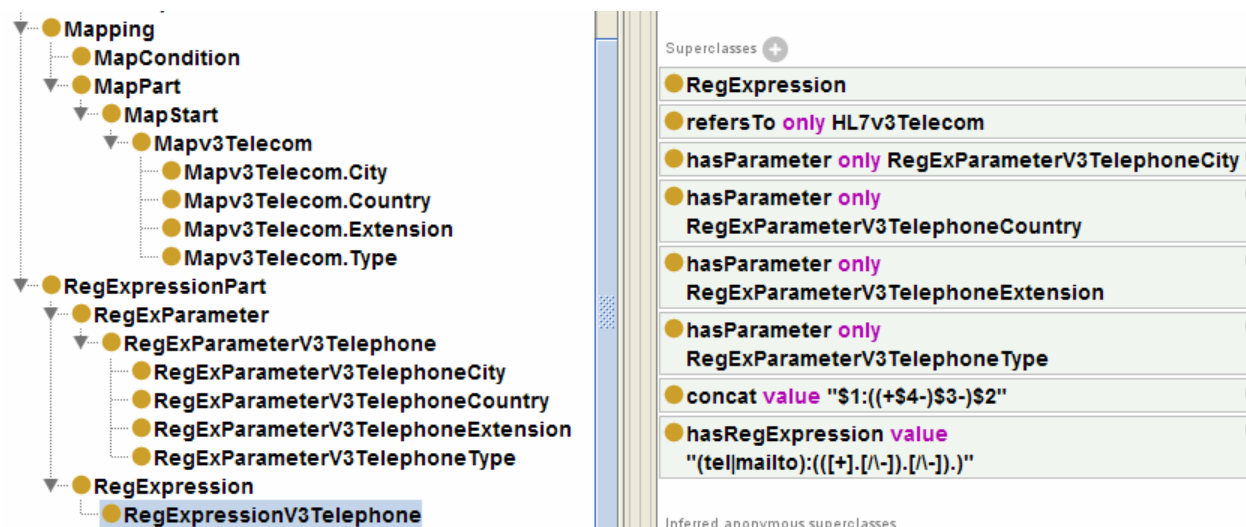 Mapping
MapCondition
MapPart
MapStart
Mapv3Telecom
Mapv3Telecom.City
Mapv3Telecom.Country
Mapv3Telecom.Extension
Mapv3Telecom.Type
RegExpressionPart
RegExParameter
RegExParameterV3Telephone
RegExParameterV3TelephoneCity
RegExParameterV3TelephoneCountry
RegExParameterV3TelephoneExtension
RegExParameterV3TelephoneType
RegExpression
RegExpressionV3Telephone
Superclasses
RegExpression
refersTo only HL7v3Telecom
hasParameter only RegExParameterV3TelephoneCity
hasParameter only
RegExParameterV3TelephoneCountry
hasParameter only
RegExParameterV3TelephoneExtension
hasParameter only
RegExParameterV3TelephoneType
concat value "$1:((+$4-)$3-)$2"
hasRegExpression value
"(tel|mailto):(([+].[/\-]).[/\-]).)"
Inferred anonymous superclasses